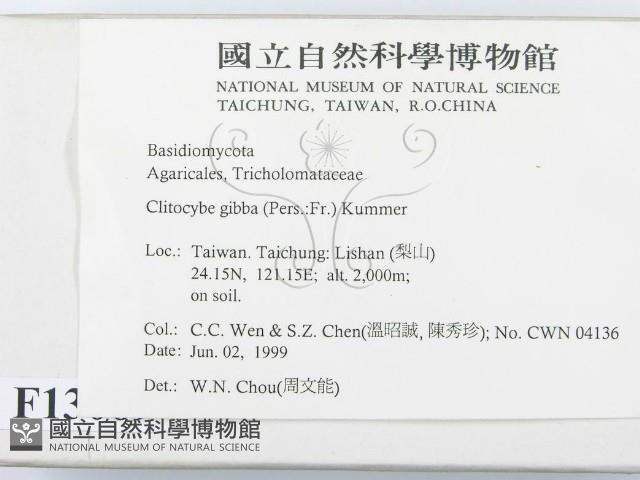 國立自然科學博物館
NATIONAL MUSEUM OF NATURAL SCIENCE
TAICHUNG, TAIWAN, R.O.CHINA
Basidiomycota
Agaricales, Tricholomataceae
Clitocybe gibba (Pers.:Fr.) Kummer
Loc.: Taiwan. Taichung: Lishan (梨山)
24.15N, 121.15E; alt. 2,000m;
on soil.
Col.: C.C. Wen & S.Z. Chen(溫昭誠, 陳秀珍); No. CWN 04136
Date: Jun. 02, 1999
Det.: W.N. Chou(周文能)
國立自然科學博物館
NATIONAL MUSEUM OF NATURAL SCIENCE